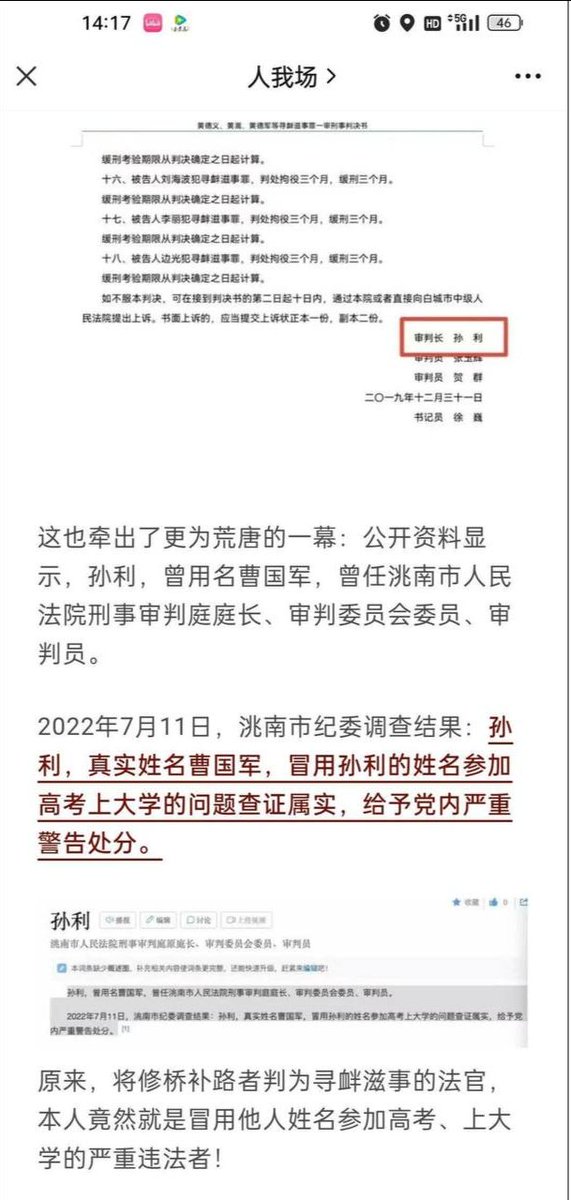 14:17
HD
5G
46
人我场
黄德义、黄嵩、黄德军等寻衅滋事罪一审刑事判决书
缓刑考验期限从判决确定之日起计算。
十六、被告人刘海波犯寻衅滋事罪，判处拘役三个月，缓刑三个月。
缓刑考验期限从判决确定之日起计算。
十七、被告人李丽犯寻衅滋事罪，判处拘役三个月，缓刑三个月。
缓刑考验期限从判决确定之日起计算。
十八、被告人边光犯寻衅滋事罪，判处拘役三个月，缓刑三个月。
缓刑考验期限从判决确定之日起计算。
如不服本判决，可在接到判决书的第二日起十日内，通过本院或者直接向白城市中级人
民法院提出上诉。书面上诉的，应当提交上诉状正本一份，副本二份。
审判长 孙 利
审判员 张玉辉
审判员 贺 群
二〇一九年十二月三十一日
书记员 徐 巍
这也牵出了更为荒唐的一幕：公开资料显
示，孙利，曾用名曹国军，曾任洮南市人民
法院刑事审判庭庭长、审判委员会委员、审
判员。
2022年7月11日，洮南市纪委调查结果：孙
利，真实姓名曹国军，冒用孙利的姓名参加
高考上大学的问题查证属实，给予党内严重
警告处分。
收藏 0
孙利 播报 编辑 讨论 上传视频
洮南市人民法院刑事审判庭原庭长、审判委员会委员、审判员
本词条缺少概述图，补充相关内容使词条更完整，还能快速升级，赶紧来编辑吧！
孙利，曾用名曹国军，曾任洮南市人民法院刑事审判庭庭长、审判委员会委员、审判员。
2022年7月11日，洮南市纪委调查结果：孙利，真实姓名曹国军，冒用孙利的姓名参加高考上大学的问题查证属实，给予党
内严重警告处分。[1]
原来，将修桥补路者判为寻衅滋事的法官，
本人竟然就是冒用他人姓名参加高考、上大
学的严重违法者！